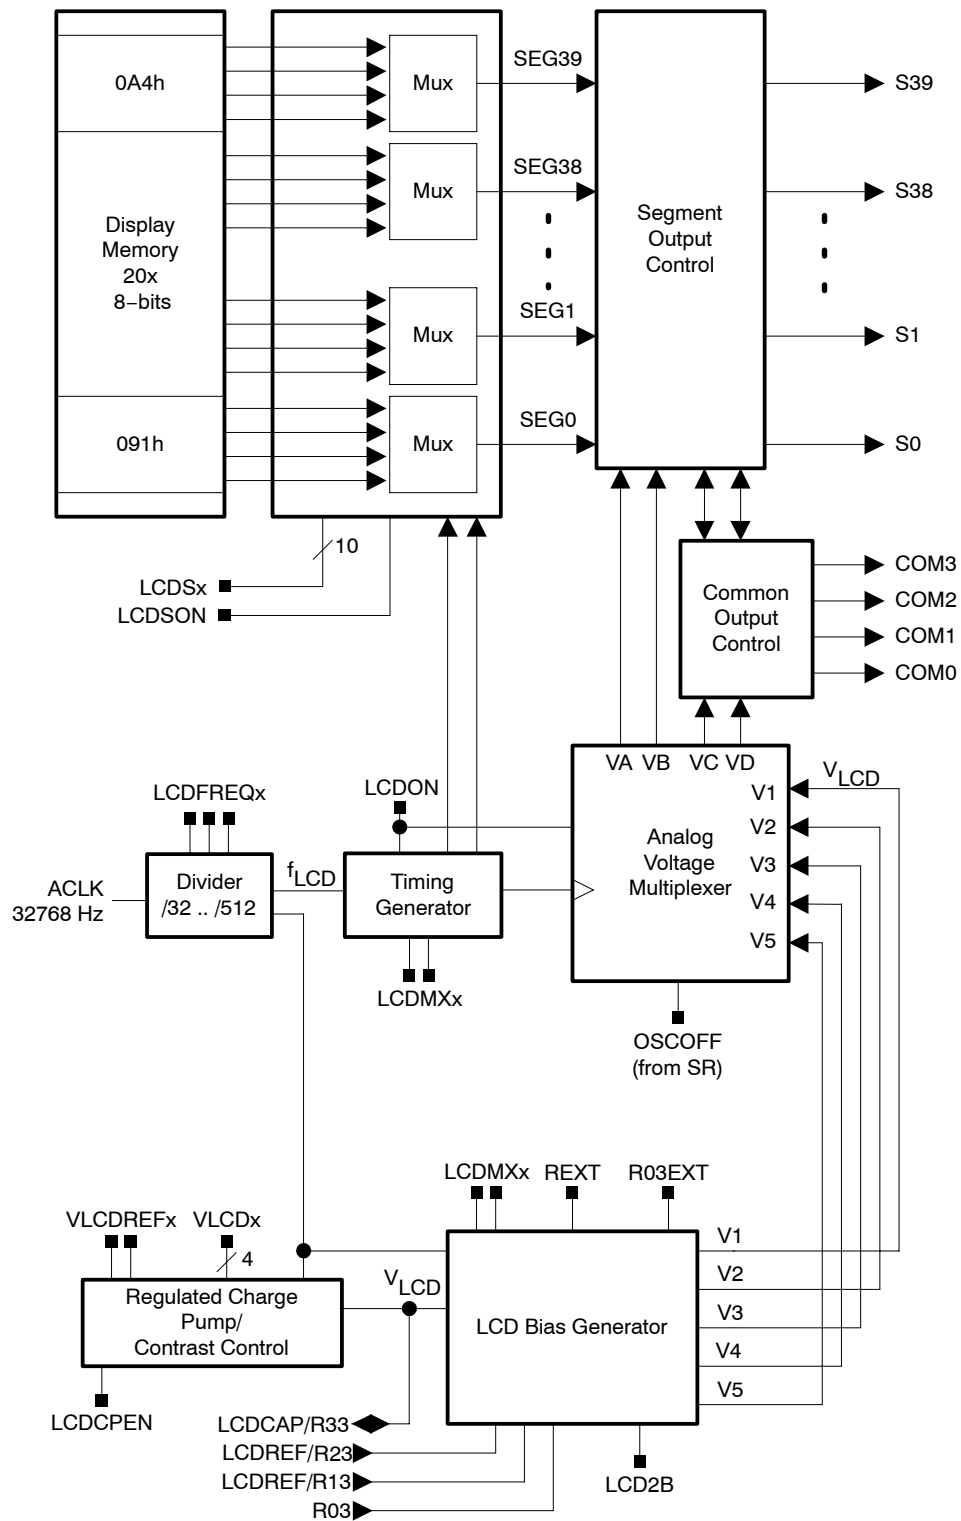 0A4h
Display
Memory
20x
8−bits
091h
Mux
Mux
Mux
Mux
SEG39
SEG38
SEG1
SEG0
Segment
Output
Control
S39
S38
S1
S0
10
LCDSx
LCDSON
Common
Output
Control
COM3
COM2
COM1
COM0
LCDFREQx
ACLK
32768 Hz
Divider
/32 .. /512
fLCD
LCDON
Timing
Generator
LCDMXx
VA VB VC VD
Analog
Voltage
Multiplexer
V1
V2
V3
V4
V5
VLCD
OSCOFF
(from SR)
VLCDREFx
VLCDx
4
Regulated Charge
Pump/
Contrast Control
LCDCPEN
VLCD
LCDMXx
REXT
R03EXT
LCD Bias Generator
V1
V2
V3
V4
V5
LCDCAP/R33
LCDREF/R23
LCDREF/R13
R03
LCD2B